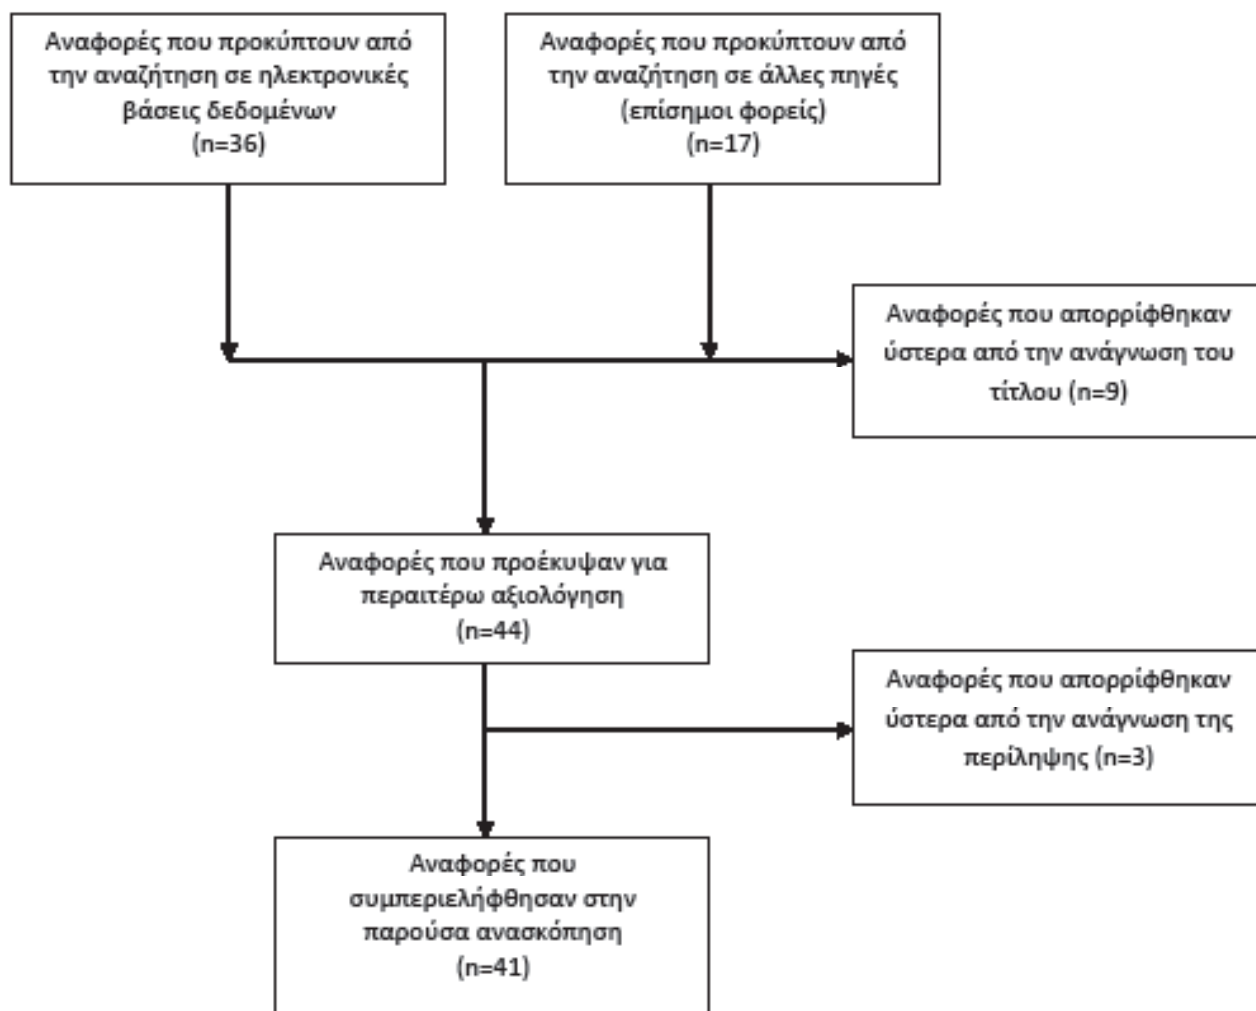 Αναφορές που προκύπτουν από
την αναζήτηση σε ηλεκτρονικές
βάσεις δεδομένων
(n=36)
Αναφορές που προκύπτουν από
την αναζήτηση σε άλλες πηγές
(επίσημοι φορείς)
(n=17)
Αναφορές που απορρίφθηκαν
ύστερα από την ανάγνωση του
τίτλου (n=9)
Αναφορές που προέκυψαν για
περαιτέρω αξιολόγηση
(n=44)
Αναφορές που απορρίφθηκαν
ύστερα από την ανάγνωση της
περίληψης (n=3)
Αναφορές που
συμπεριελήφθησαν στην
παρούσα ανασκόπηση
(n=41)